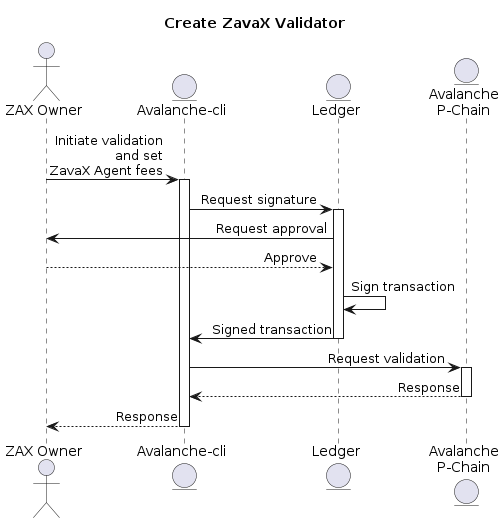 Create ZavaX Validator
ZAX Owner
Avalanche-cli
Ledger
Avalanche
P-Chain
Initiate validation
and set
ZavaX Agent fees
Request signature
Request approval
Approve
Sign transaction
Signed transaction
Request validation
Response
Response
ZAX Owner
Avalanche-cli
Ledger
Avalanche
P-Chain